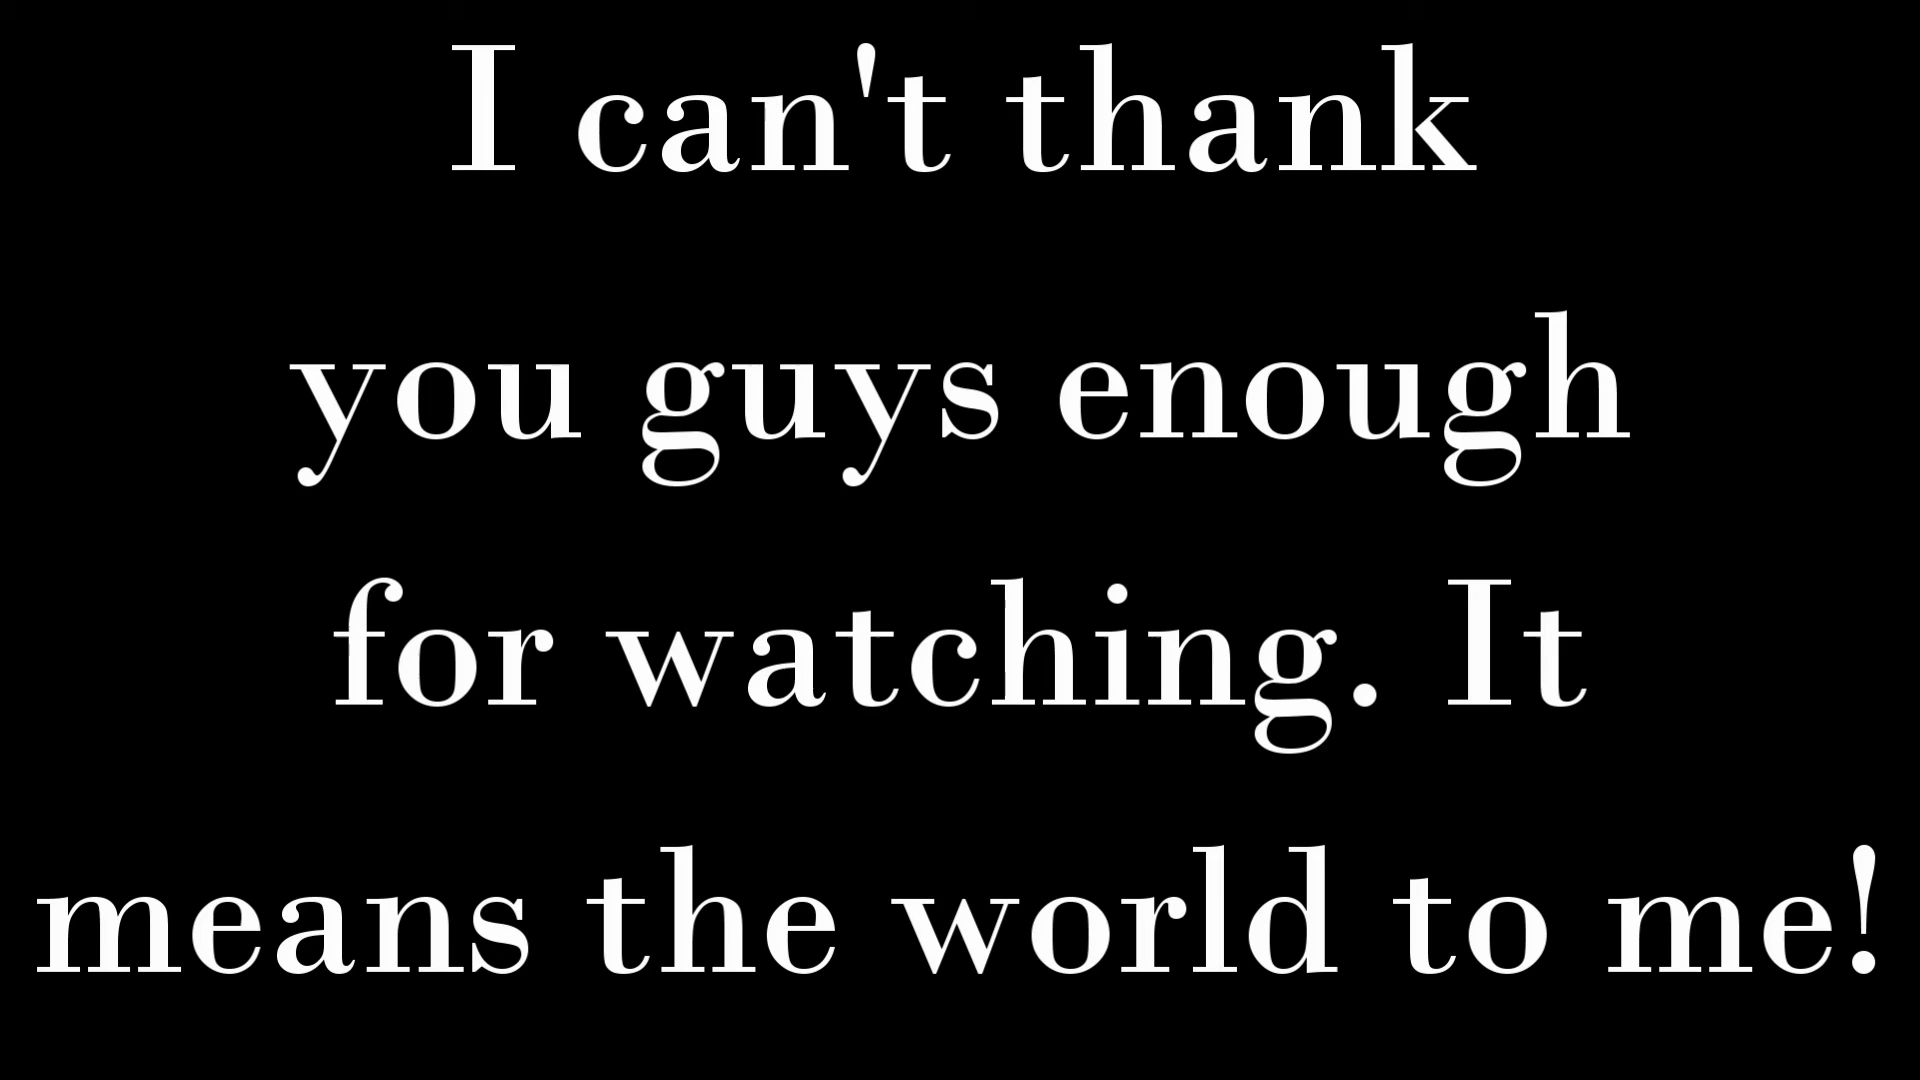 I can't thank
you guys enough
for watching. It
means the world to me!